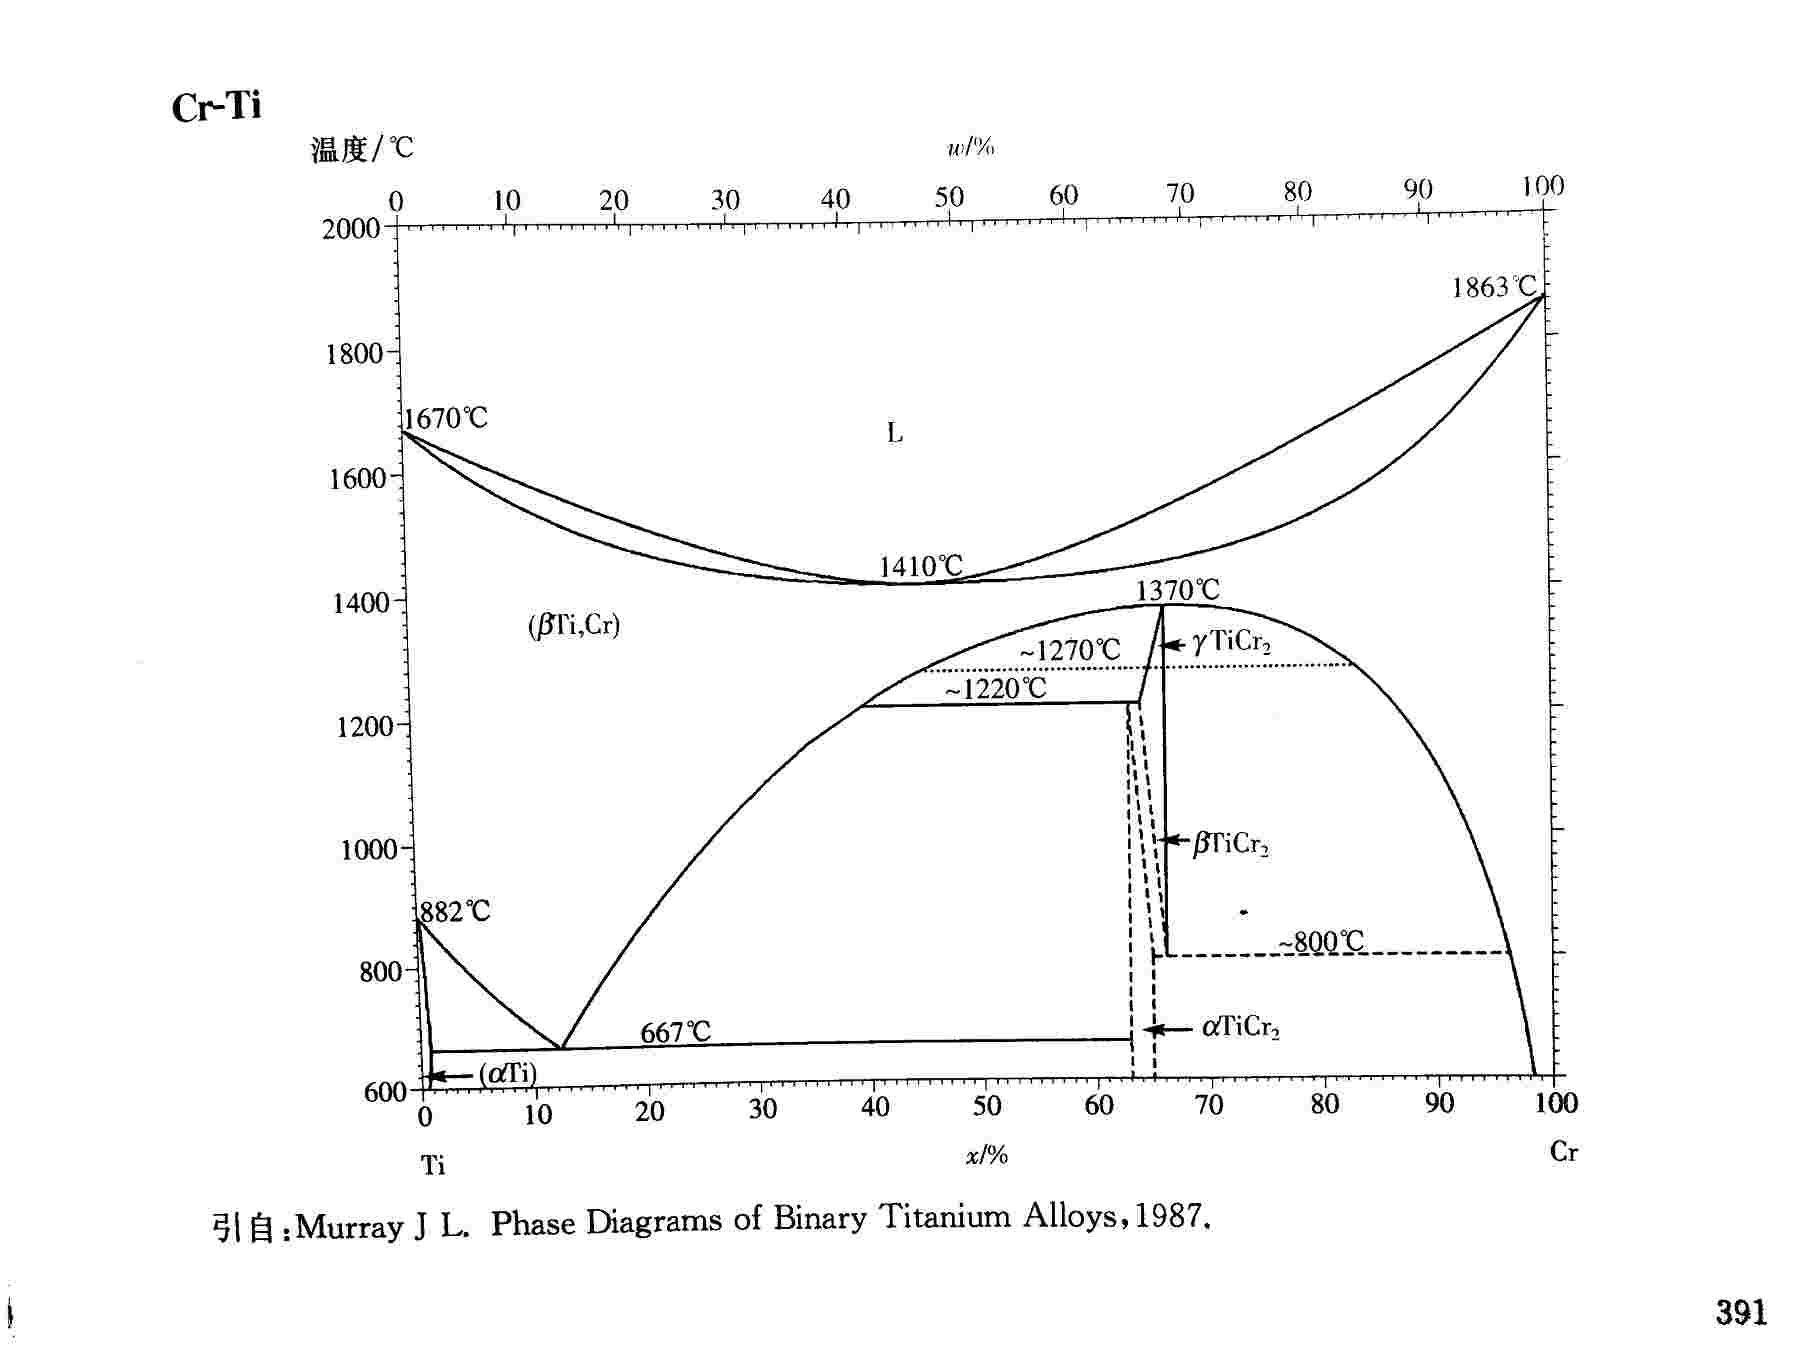 Cr-Ti
温度/℃
w/%
0 10 20 30 40 50 60 70 80 90 100
2000
1863℃
1800
1670℃
L
1600
1410℃
1400
1370℃
(βTi,Cr)
γTiCr₂
~1270℃
~1220℃
1200
1000
βTiCr₂
882℃
~800℃
800
667℃
αTiCr₂
(αTi)
600
0 10 20 30 40 50 60 70 80 90 100
Ti
x/%
Cr
引自:Murray J L. Phase Diagrams of Binary Titanium Alloys,1987.
391